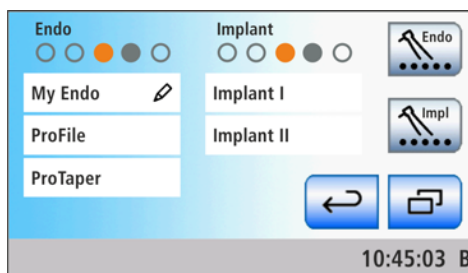 Endo
Implant
Endo
My Endo
Implant I
ProFile
Implant II
Impl
ProTaper
10:45:03 B